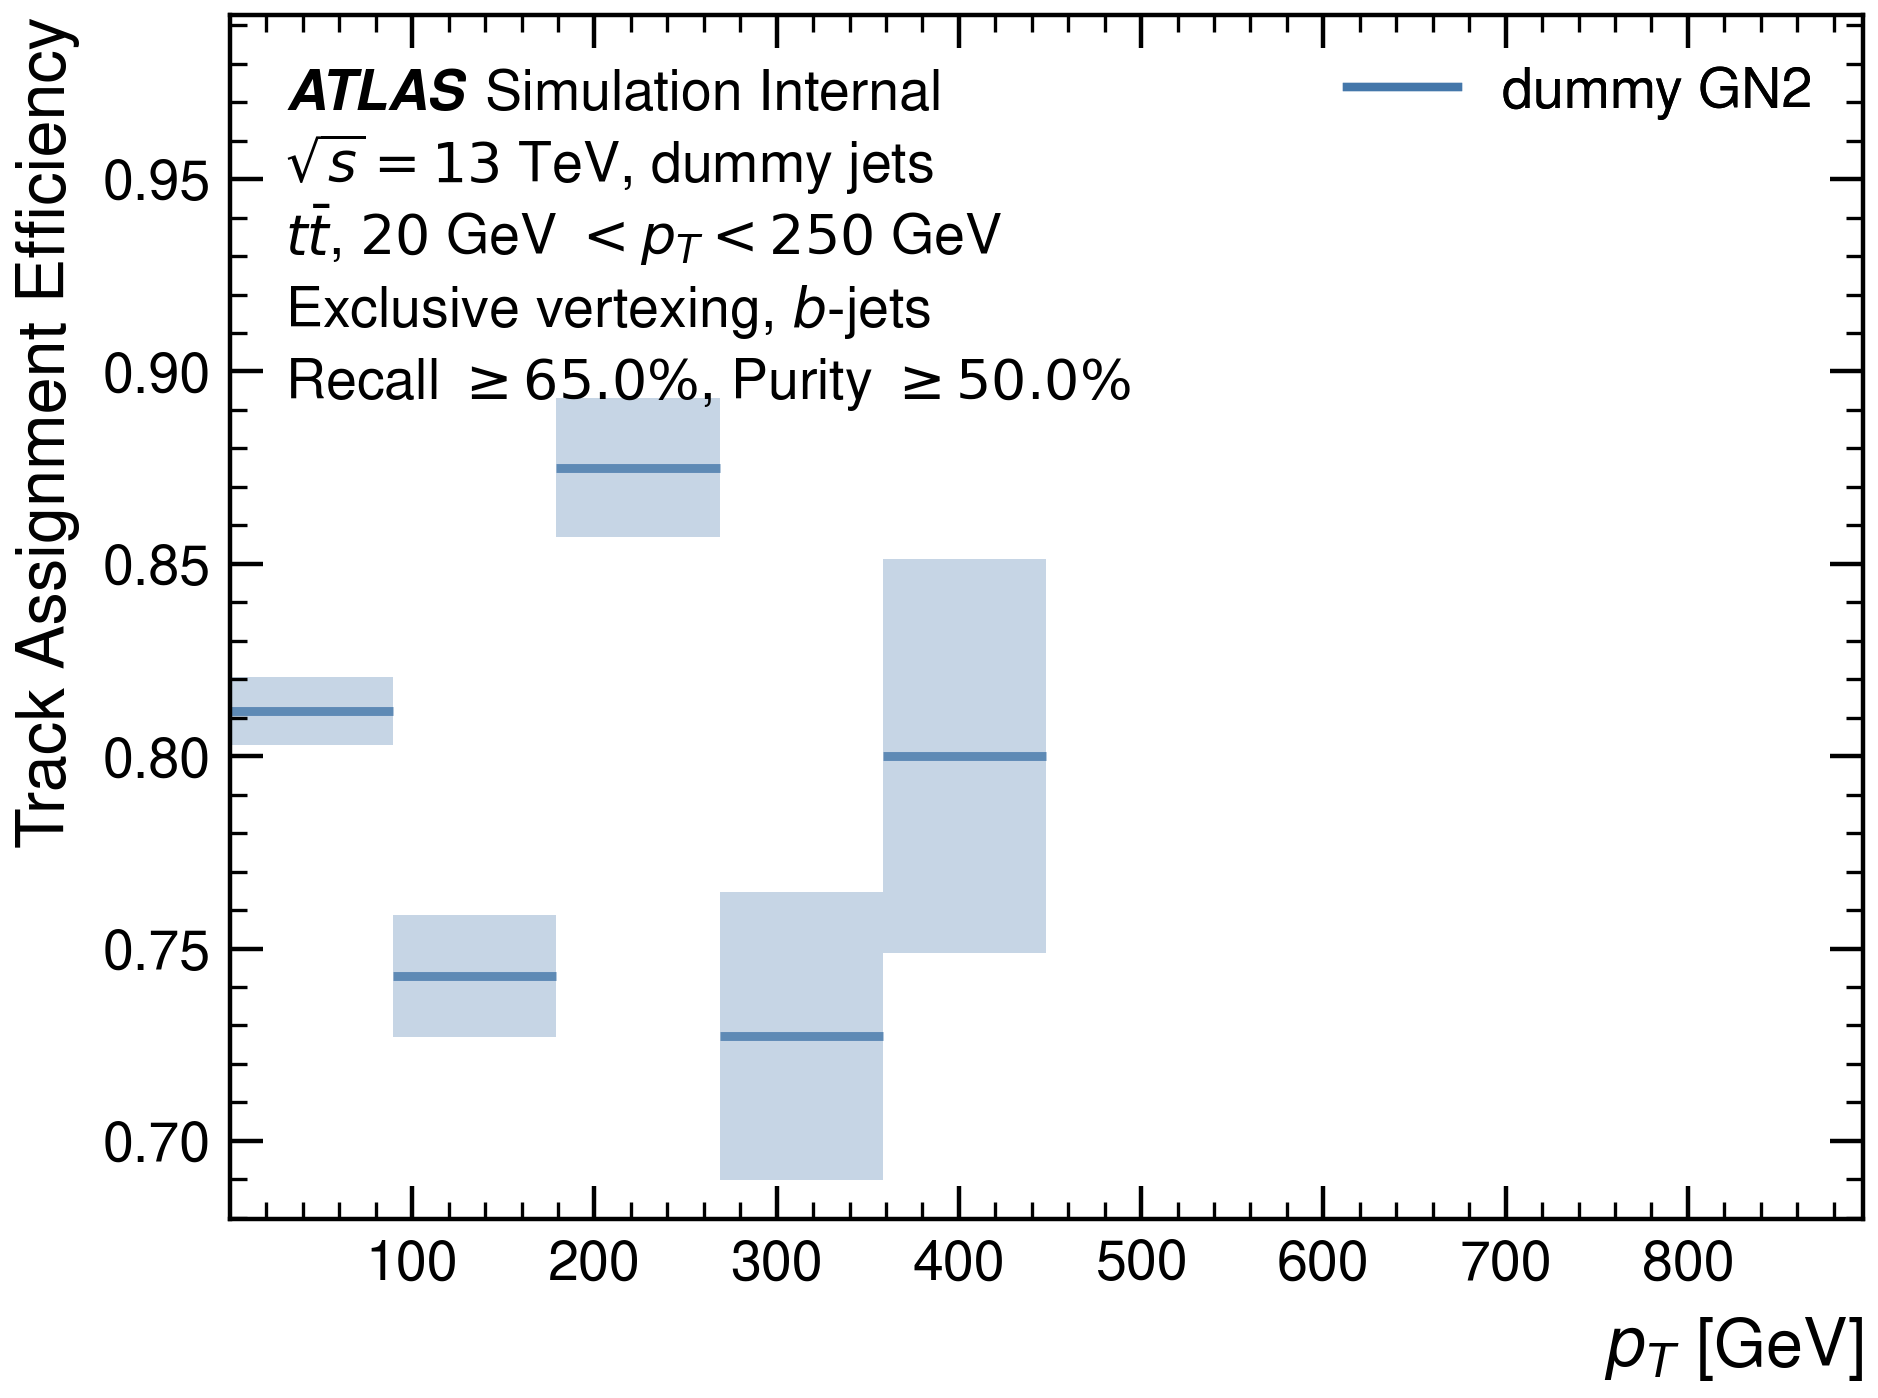 Track Assignment Efficiency
ATLAS Simulation Internal
√s = 13 TeV, dummy jets
tt̄, 20 GeV < p_T < 250 GeV
Exclusive vertexing, b-jets
Recall ≥ 65.0%, Purity ≥ 50.0%
dummy GN2
0.95
0.90
0.85
0.80
0.75
0.70
100 200 300 400 500 600 700 800
p_T [GeV]